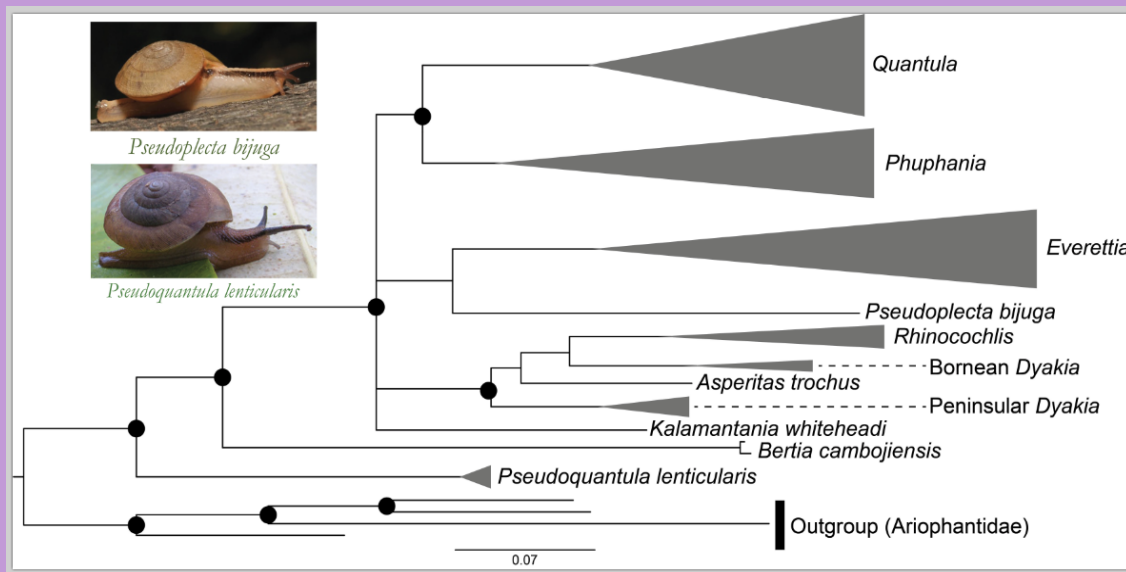 Quantula
Pseudoplecta bijuga
Phuphania
Everettia
Pseudoquantula lenticularis
Pseudoplecta bijuga
Rhinocochlis
Bornean Dyakia
Asperitas trochus
Peninsular Dyakia
Kalamantania whiteheadi
Bertia cambojiensis
Pseudoquantula lenticularis
Outgroup (Ariophantidae)
0.07